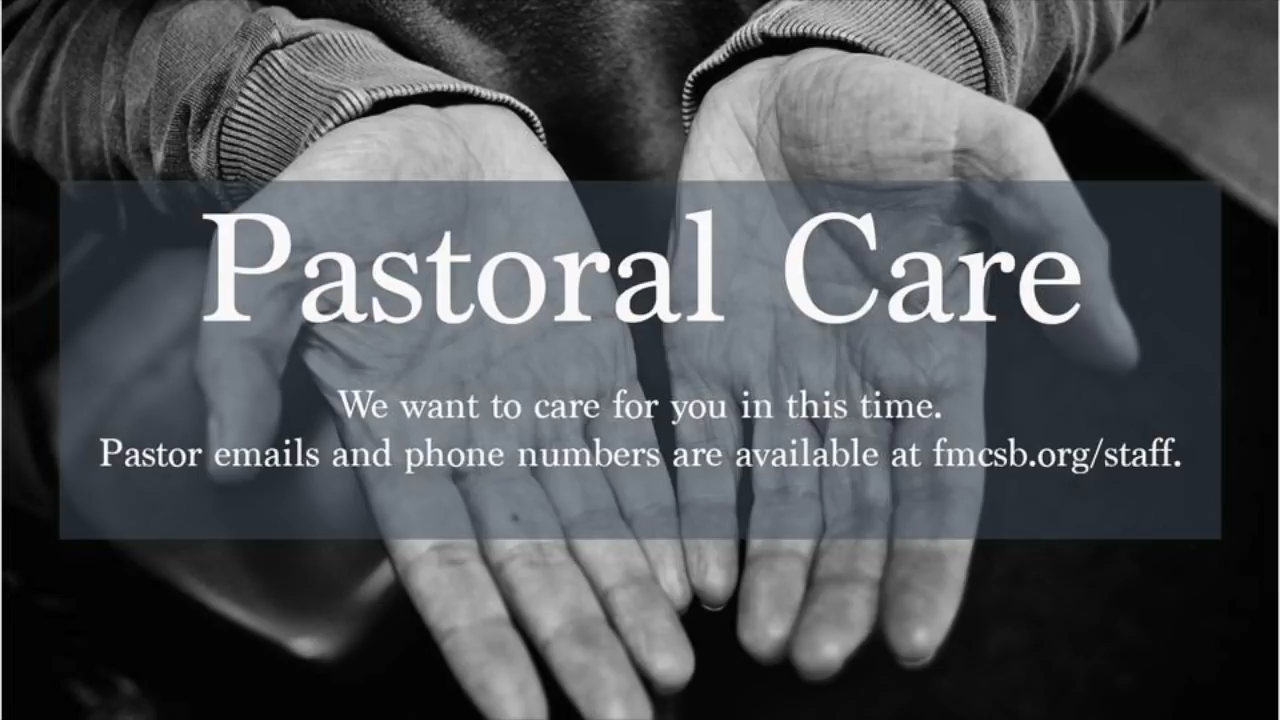 Pastoral Care
We want to care for you in this time.
Pastor emails and phone numbers are available at fmcsb.org/staff.